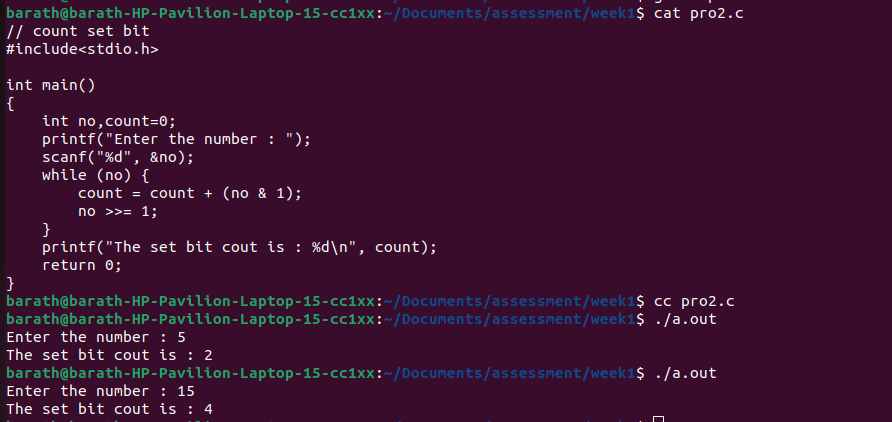 barath@barath-HP-Pavilion-Laptop-15-cc1xx:~/Documents/assessment/week1$ cat pro2.c
// count set bit
#include<stdio.h>
int main()
{
    int no,count=0;
    printf("Enter the number : ");
    scanf("%d", &no);
    while (no) {
        count = count + (no & 1);
        no >>= 1;
    }
    printf("The set bit cout is : %d\n", count);
    return 0;
}
barath@barath-HP-Pavilion-Laptop-15-cc1xx:~/Documents/assessment/week1$ cc pro2.c
barath@barath-HP-Pavilion-Laptop-15-cc1xx:~/Documents/assessment/week1$ ./a.out
Enter the number : 5
The set bit cout is : 2
barath@barath-HP-Pavilion-Laptop-15-cc1xx:~/Documents/assessment/week1$ ./a.out
Enter the number : 15
The set bit cout is : 4